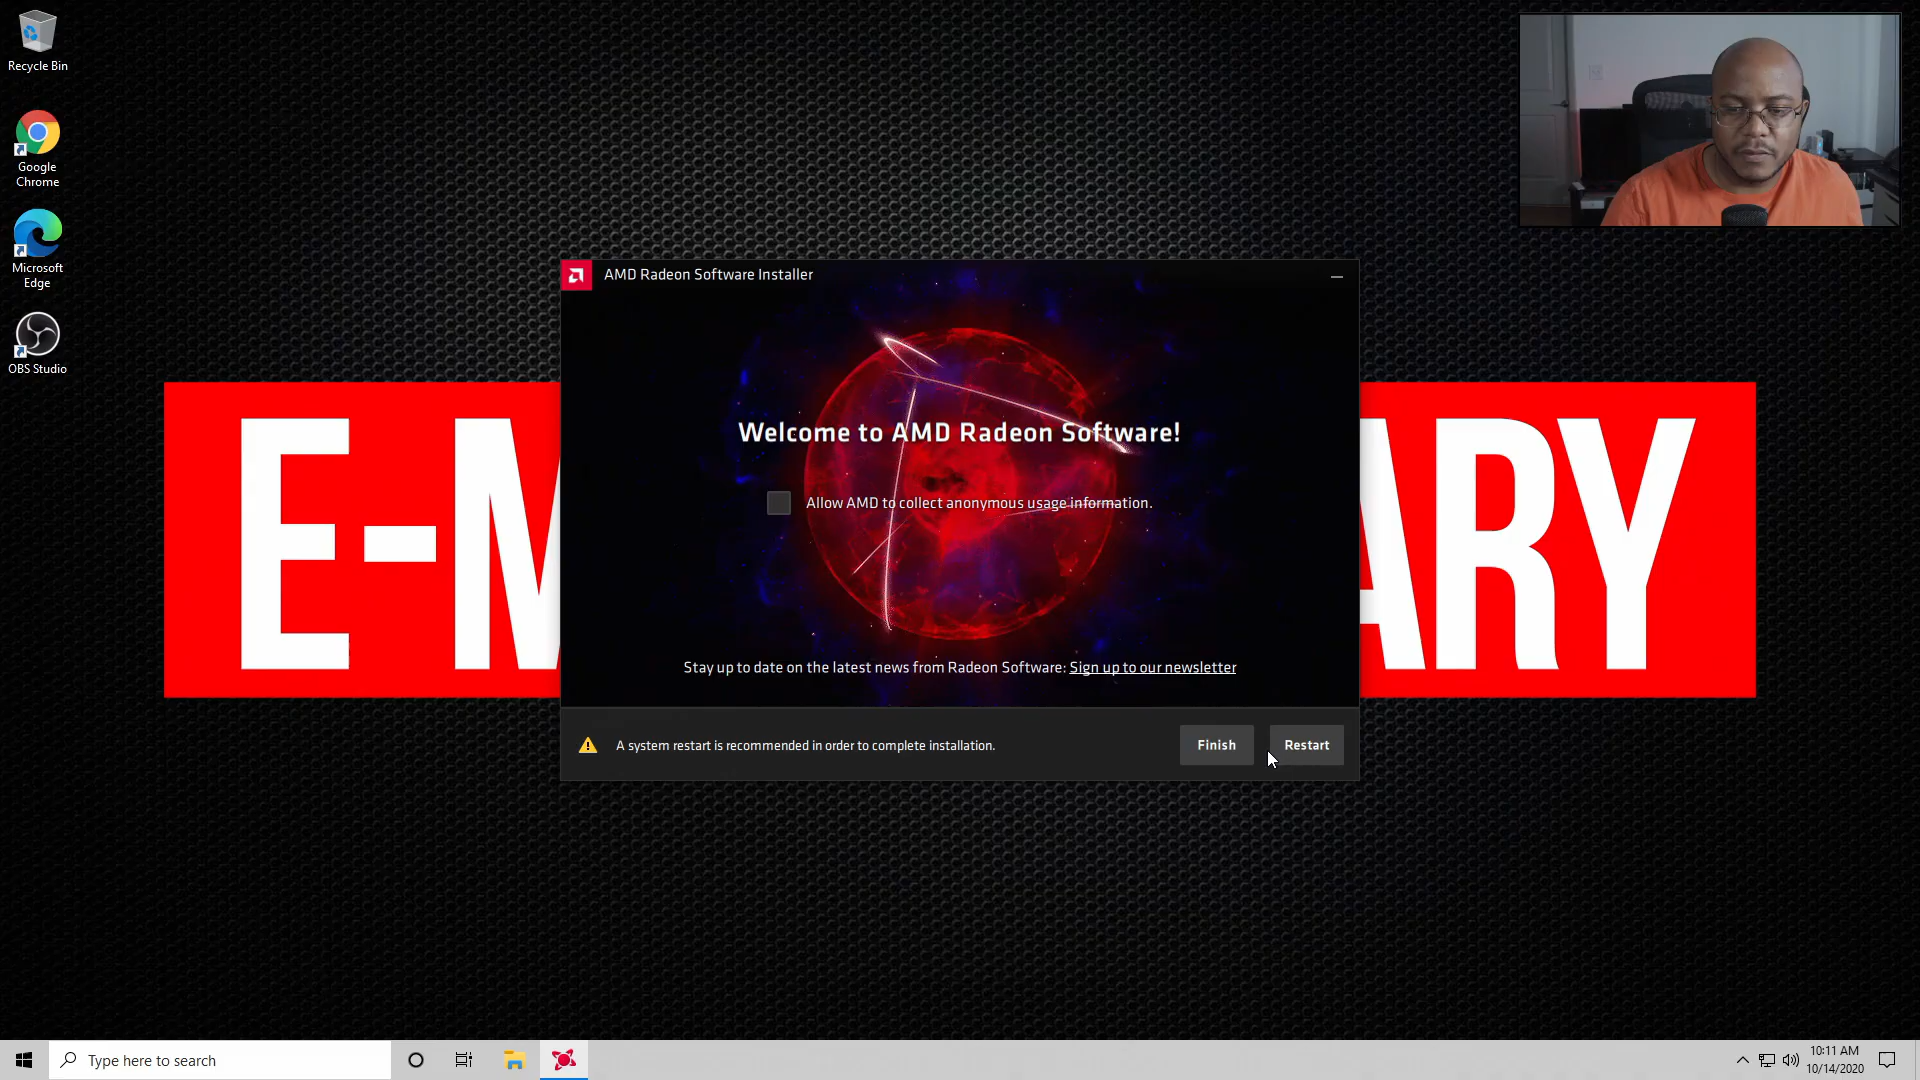 Recycle Bin
Google
Chrome
Microsoft
Edge
OBS Studio
AMD Radeon Software Installer
Welcome to AMD Radeon Software!
Allow AMD to collect anonymous usage information.
Stay up to date on the latest news from Radeon Software: Sign up to our newsletter
A system restart is recommended in order to complete installation.
Finish
Restart
E-M
ARY
Type here to search
10:11 AM
10/14/2020